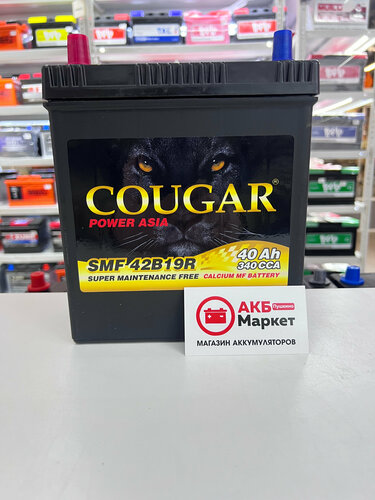 COUGAR
POWER ASIA
SMF 42B19R
40 Ah
340 CCA
SUPER MAINTENANCE FREE CALCIUM MF BATTERY
АКБ Пушкино
Маркет
МАГАЗИН АККУМУЛЯТОРОВ